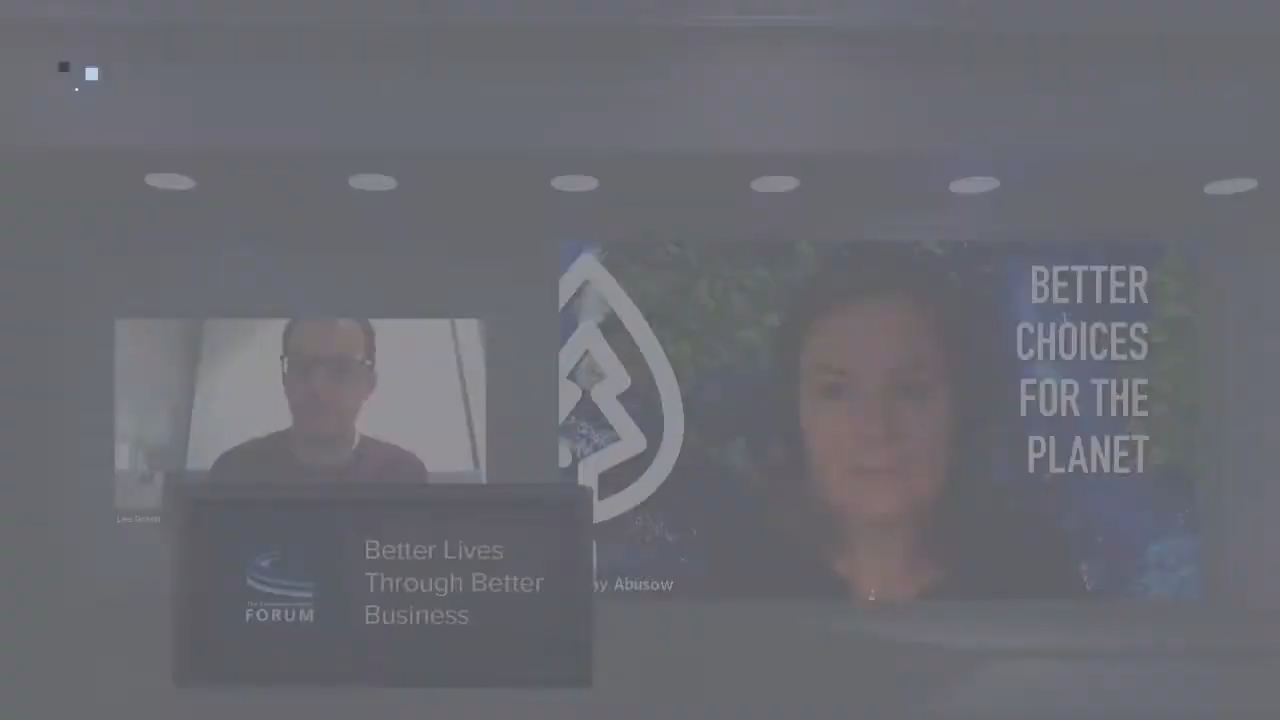 BETTER
CHOICES
FOR THE
PLANET
Abusow
Better Lives
Through Better
Business
FORUM